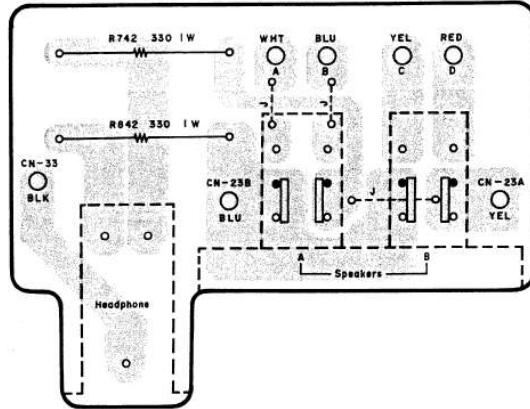 R742 330 1W
WHT BLU YEL RED
A B C D
J J
R842 330 1W
CN-33
BLK
CN-23B
BLU
J
CN-23A
YEL
A B
Speakers
Headphone